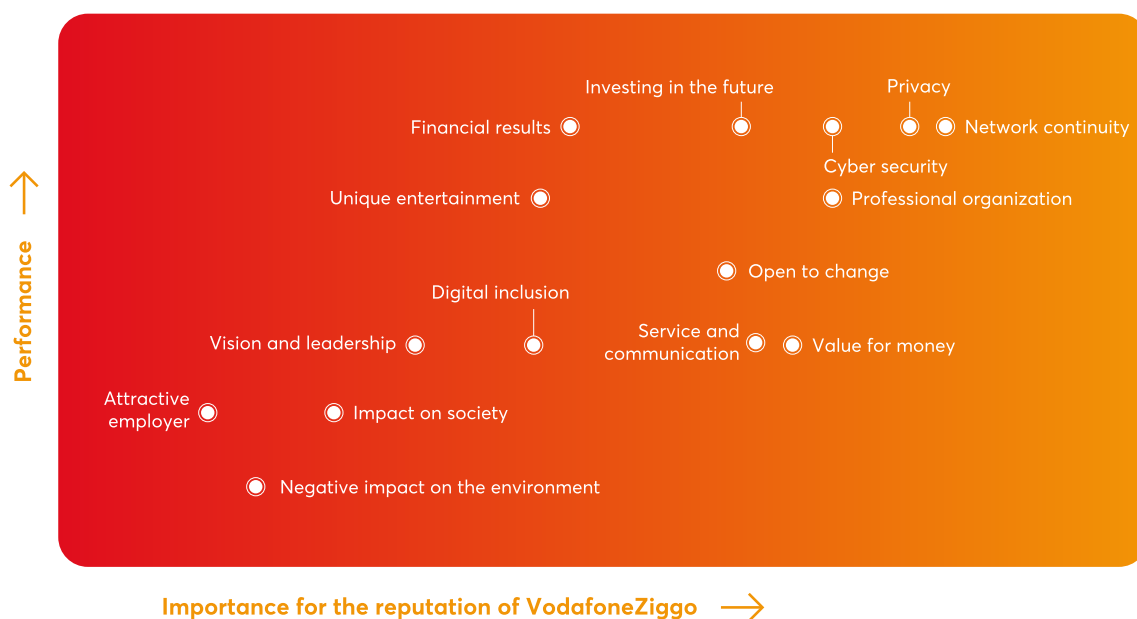 Investing in the future
Privacy
Financial results
Network continuity
Cyber security
Unique entertainment
Professional organization
Open to change
Digital inclusion
Vision and leadership
Service and
communication
Value for money
Attractive
employer
Impact on society
Negative impact on the environment
Performance
Importance for the reputation of VodafoneZiggo